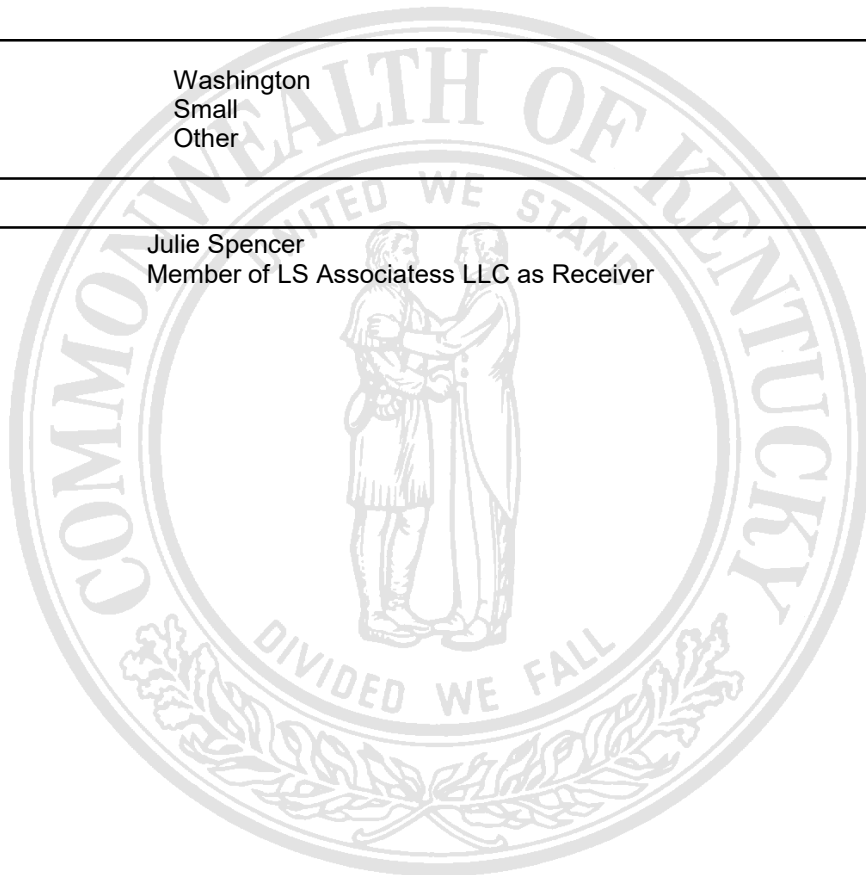 Washington
Small
Other
Julie Spencer
Member of LS Associatess LLC as Receiver
COMMONWEALTH OF KENTUCKY
UNITED WE STAND
DIVIDED WE FALL